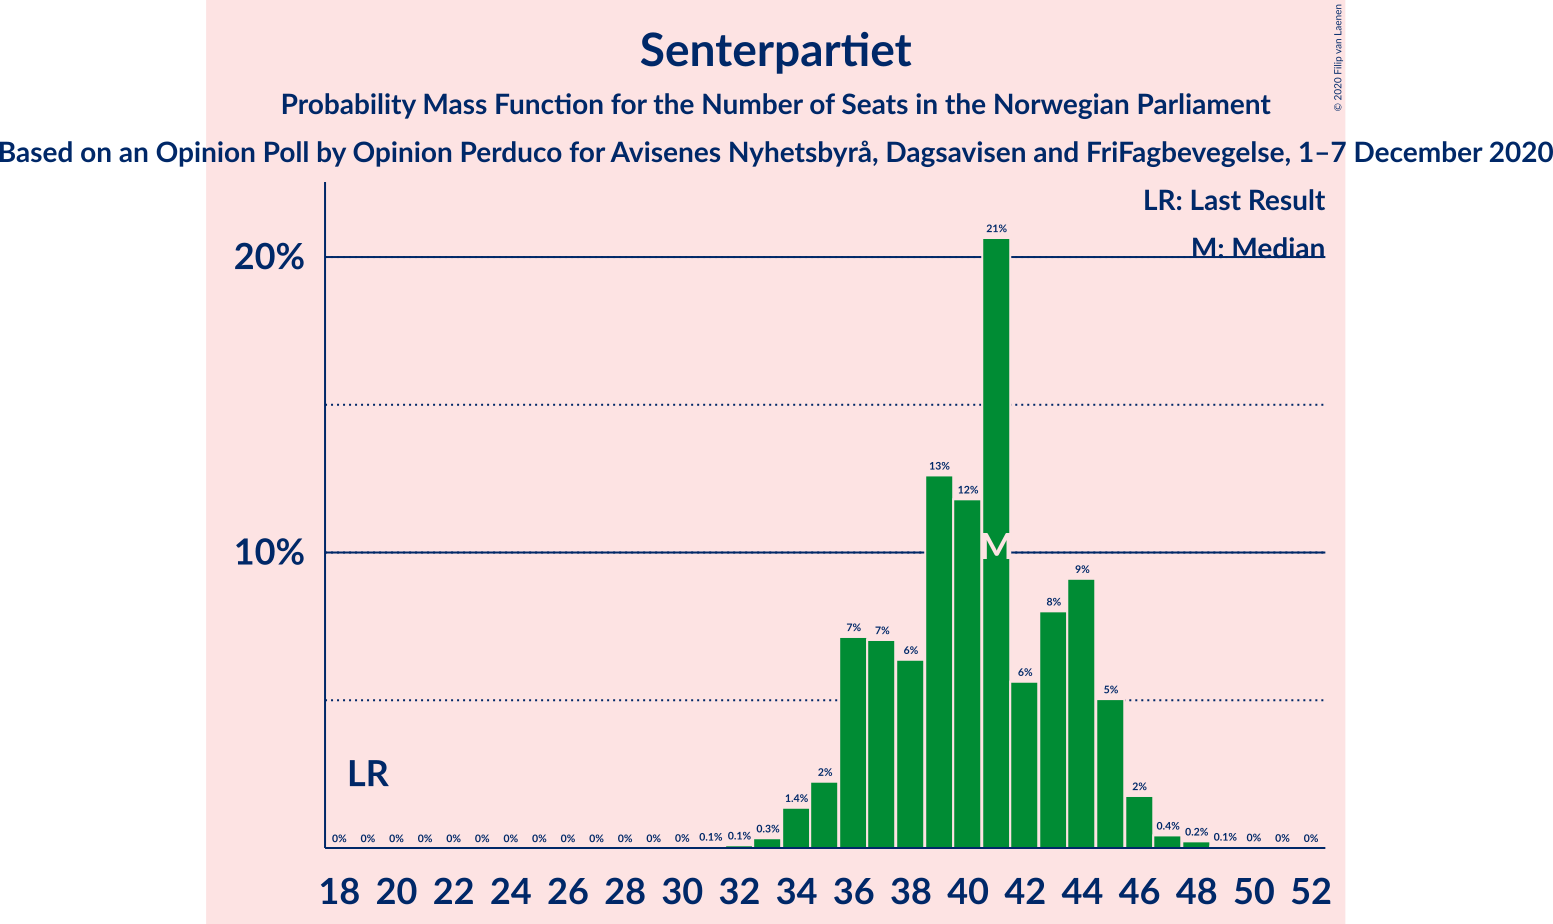 Senterpartiet
Probability Mass Function for the Number of Seats in the Norwegian Parliament
Based on an Opinion Poll by Opinion Perduco for Avisenes Nyhetsbyrå, Dagsavisen and FriFagbevegelse, 1–7 December 2020
© 2020 Filip van Laenen
LR: Last Result
M: Median
20%
10%
21%
13%
12%
M
9%
8%
7%
7%
6%
6%
5%
LR
2%
1.4%
2%
0% 0% 0% 0% 0% 0% 0% 0% 0% 0% 0% 0% 0% 0.1% 0.1% 0.3% 0.4% 0.2% 0.1% 0% 0% 0%
18 20 22 24 26 28 30 32 34 36 38 40 42 44 46 48 50 52